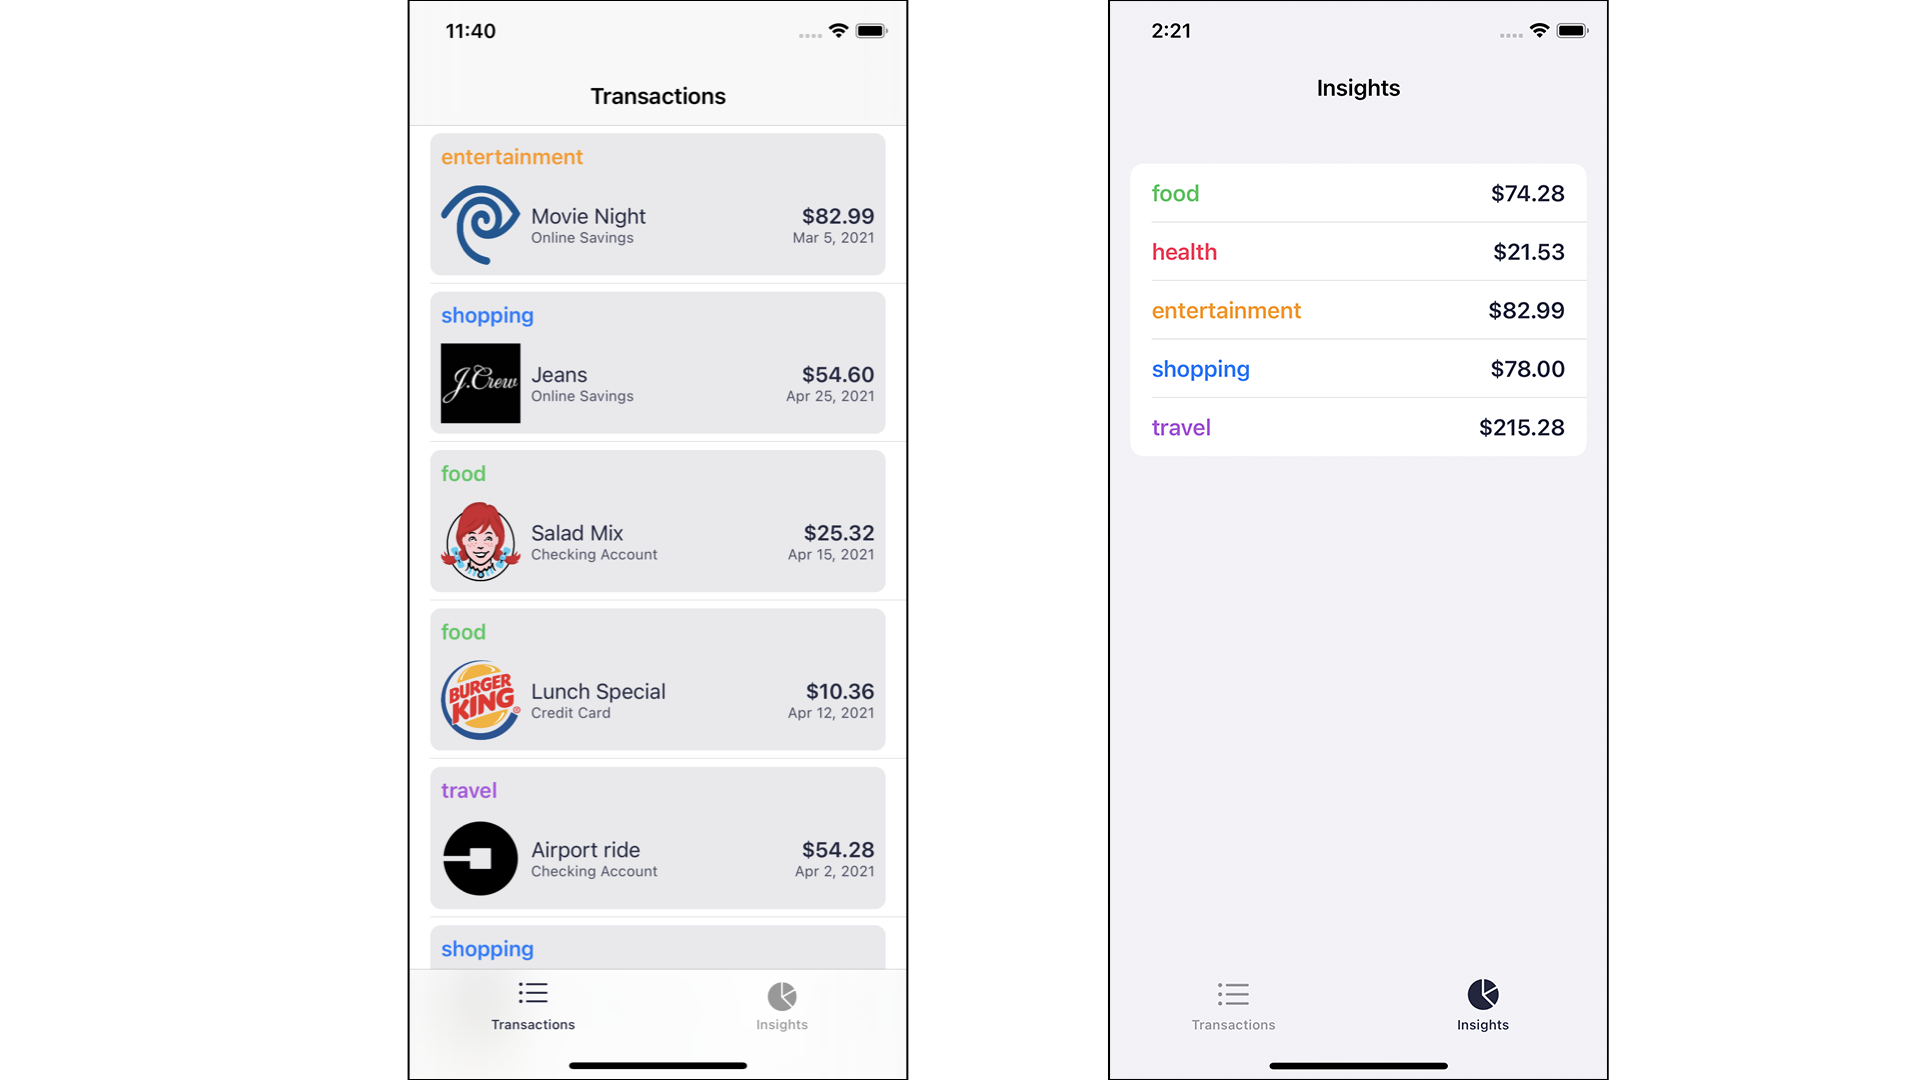 11:40
Transactions
entertainment
Movie Night $82.99
Online Savings Mar 5, 2021
shopping
J.Crew
Jeans $54.60
Online Savings Apr 25, 2021
food
Salad Mix $25.32
Checking Account Apr 15, 2021
food
BURGER KING ®
Lunch Special $10.36
Credit Card Apr 12, 2021
travel
Airport ride $54.28
Checking Account Apr 2, 2021
shopping
Transactions Insights
2:21
Insights
food $74.28
health $21.53
entertainment $82.99
shopping $78.00
travel $215.28
Transactions Insights